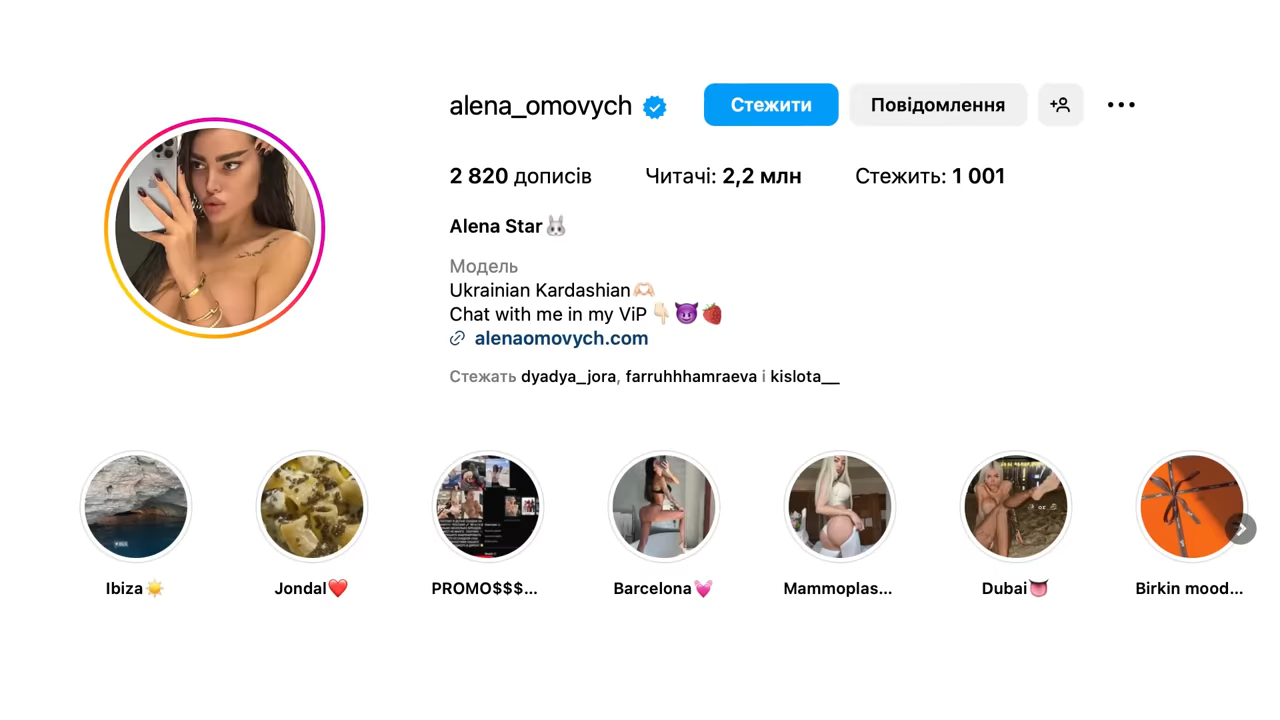 alena_omovych
Стежити
Повідомлення
2 820 дописів
Читачі: 2,2 млн
Стежить: 1 001
Alena Star🐰
Модель
Ukrainian Kardashian🫶🏻
Chat with me in my ViP 👇🏻😈🍓
alenaomovych.com
Стежать dyadya_jora, farruhhhamraeva і kislota__
Ibiza☀️
Jondal❤️
PROMO$$$...
Barcelona💓
Mammoplas...
Dubai👅
Birkin mood...